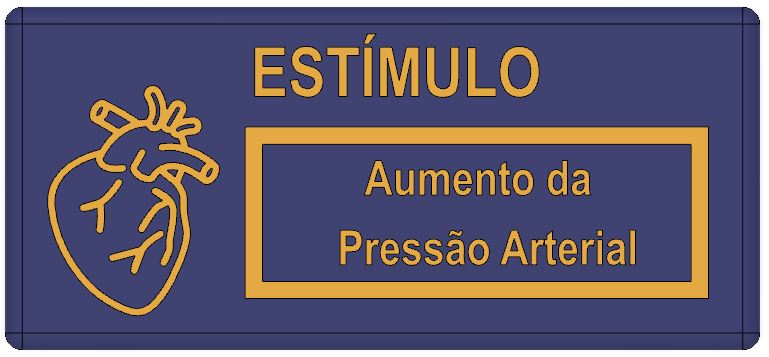 ESTÍMULO
Aumento da
Pressão Arterial